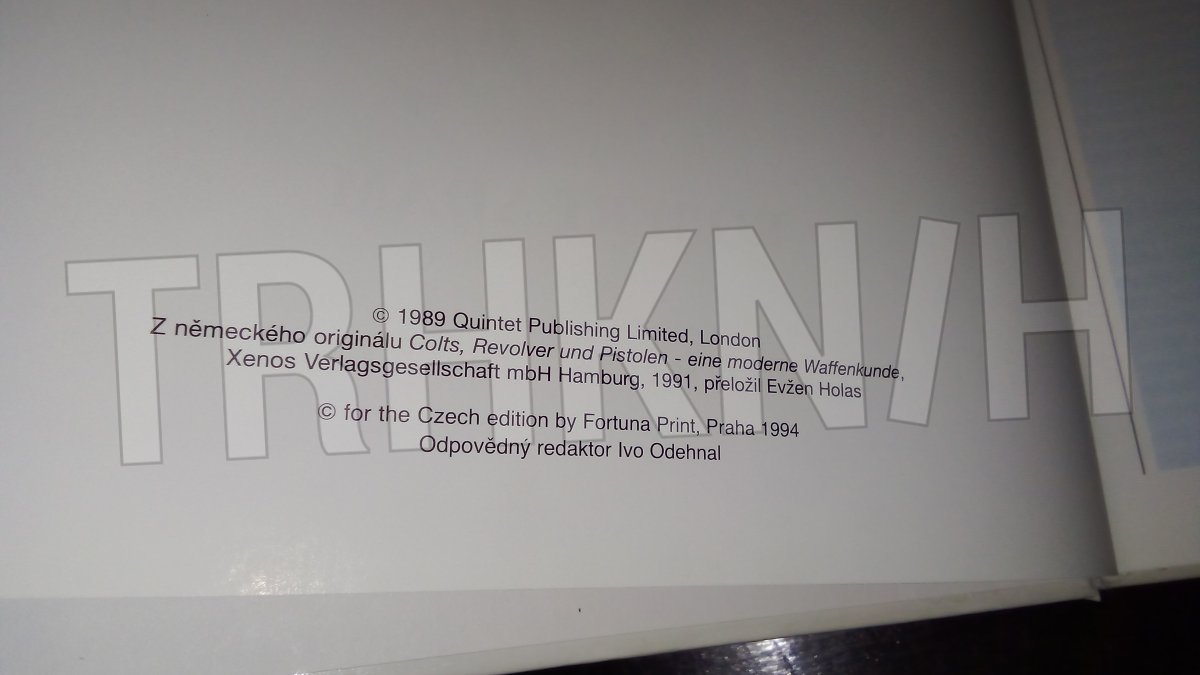 © 1989 Quintet Publishing Limited, London
Z německého originálu Colts, Revolver und Pistolen - eine moderne Waffenkunde,
Xenos Verlagsgesellschaft mbH Hamburg, 1991, přeložil Evžen Holas
© for the Czech edition by Fortuna Print, Praha 1994
Odpovědný redaktor Ivo Odehnal
TRHKN/H